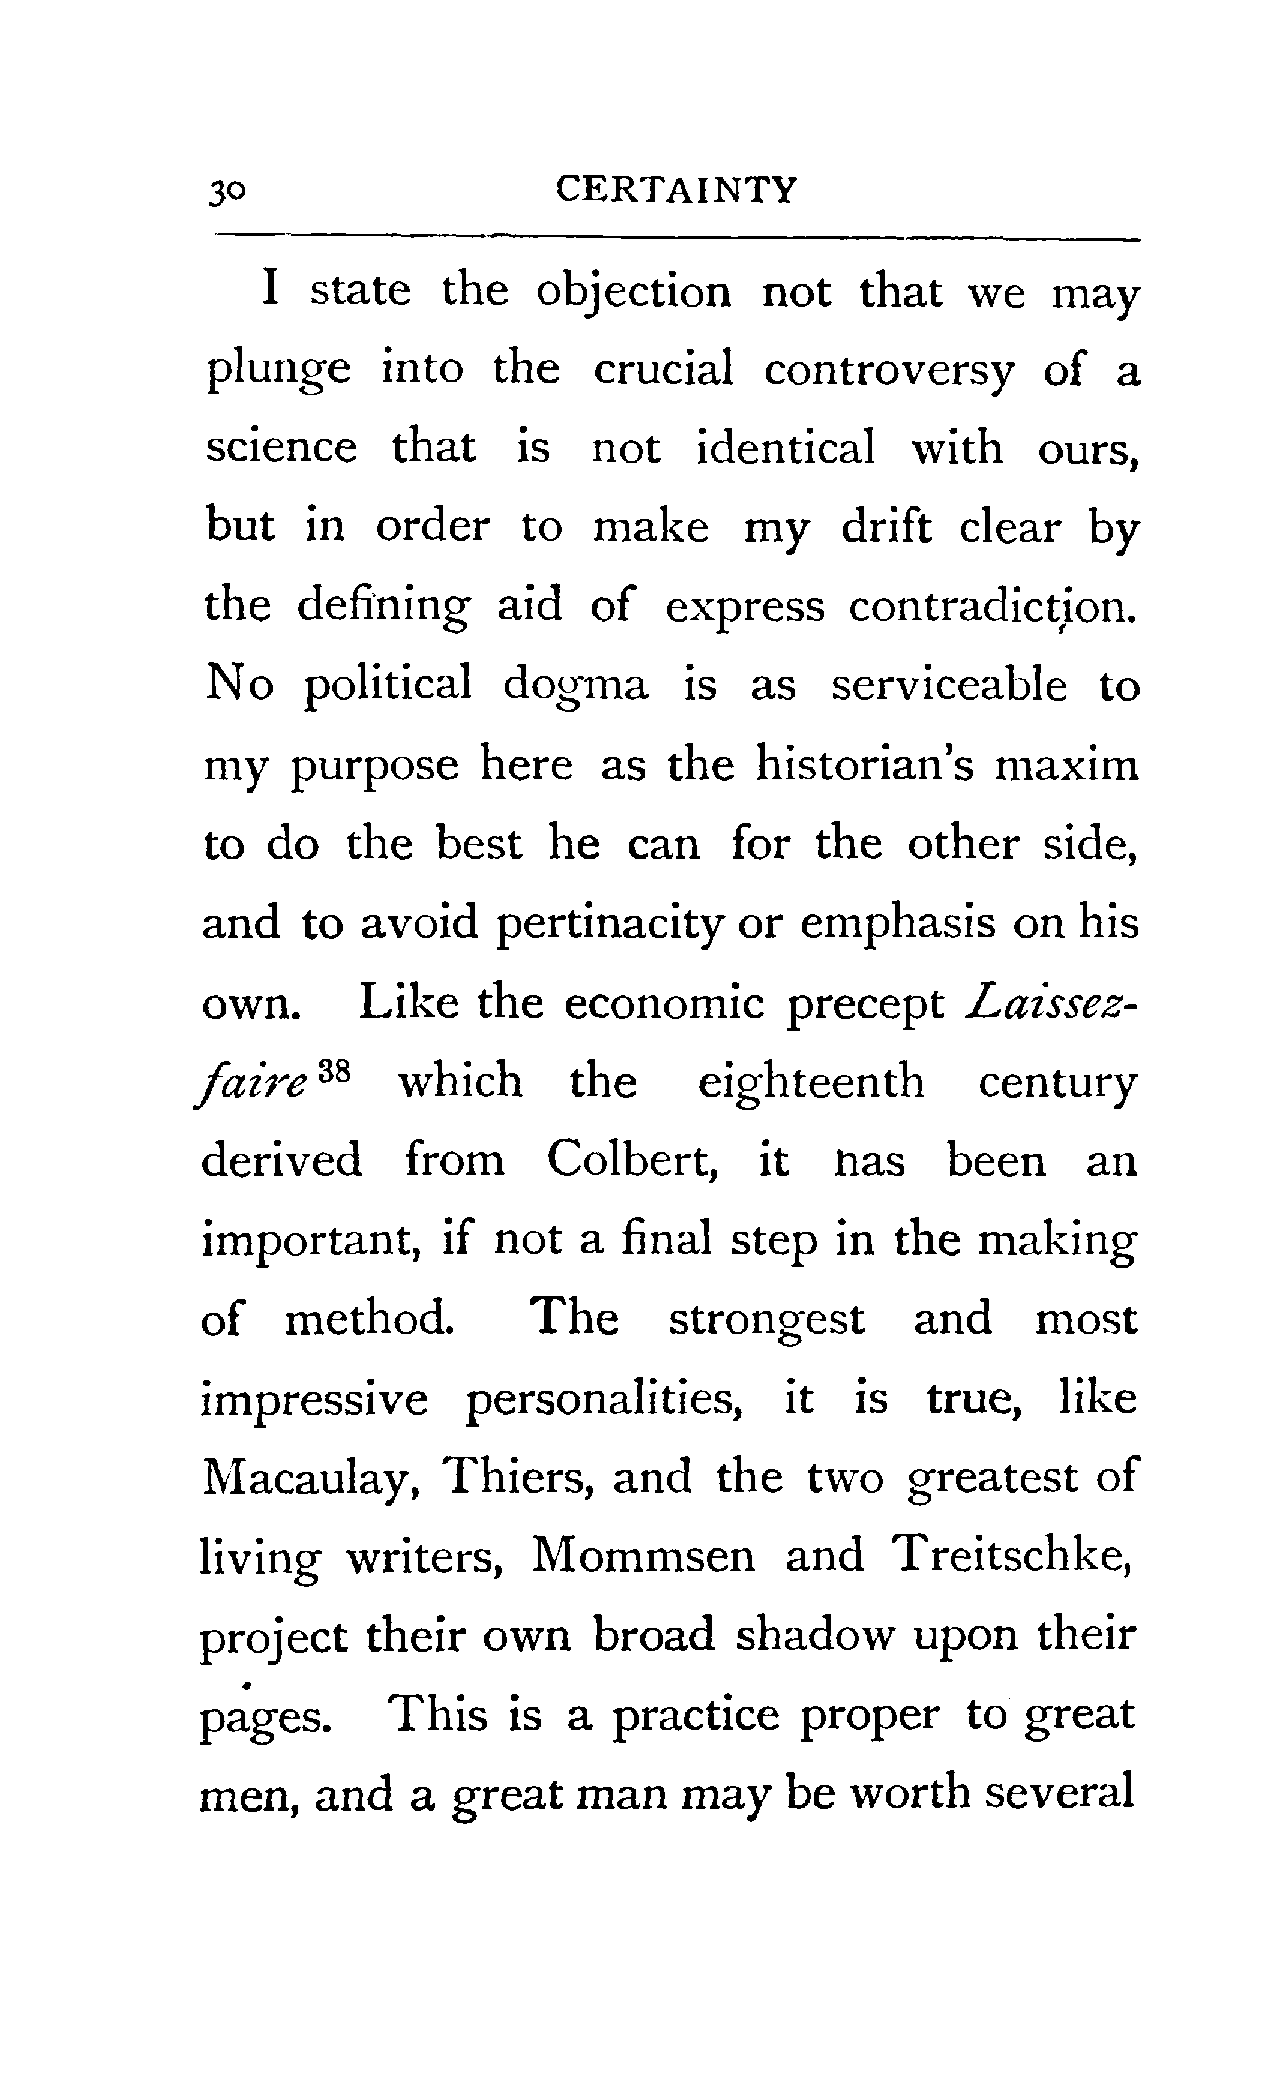 30 CERTAINTY
I state the objection not that we may
plunge into the crucial controversy of a
science that is not identical with ours,
but in order to make my drift clear by
the defining aid of express contradiction.
No political dogma is as serviceable to
my purpose here as the historian's maxim
to do the best he can for the other side,
and to avoid pertinacity or emphasis on his
own. Like the economic precept Laissez-
faire 38 which the eighteenth century
derived from Colbert, it has been an
important, if not a final step in the making
of method. The strongest and most
impressive personalities, it is true, like
Macaulay, Thiers, and the two greatest of
living writers, Mommsen and Treitschke,
project their own broad shadow upon their
pages. This is a practice proper to great
men, and a great man may be worth several